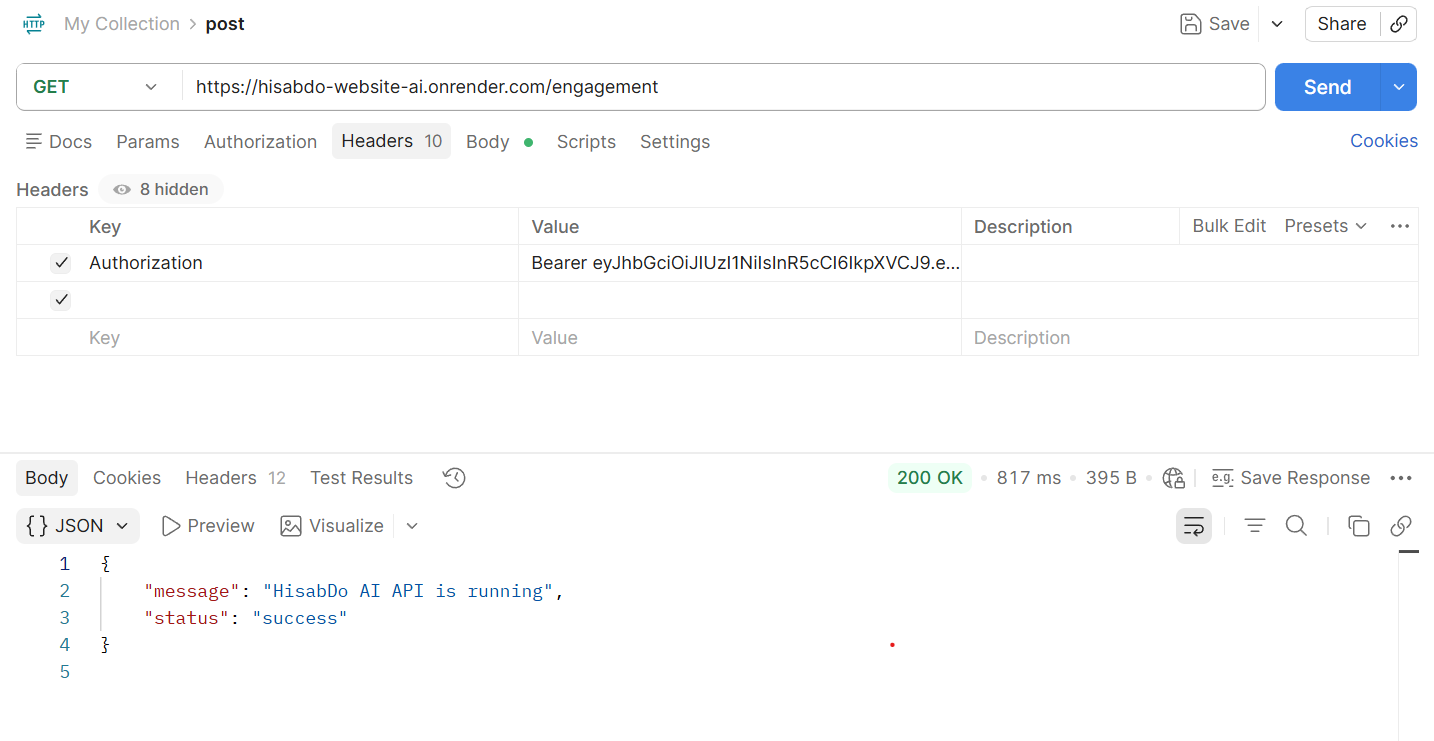 HTTP My Collection > post Save Share
GET https://hisabdo-website-ai.onrender.com/engagement Send
Docs Params Authorization Headers 10 Body Scripts Settings Cookies
Headers 8 hidden
Key Value Description Bulk Edit Presets
Authorization Bearer eyJhbGciOiJIUzI1NiIsInR5cCI6IkpXVCJ9.e...
Key Value Description
Body Cookies Headers 12 Test Results 200 OK • 817 ms • 395 B • e.g. Save Response
{} JSON Preview Visualize
1 {
2 "message": "HisabDo AI API is running",
3 "status": "success"
4 }
5